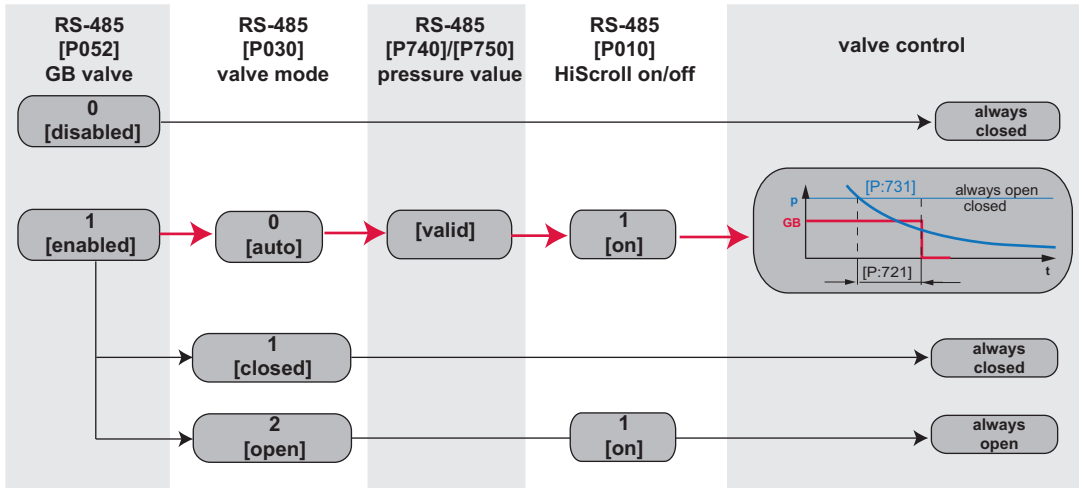 RS-485
[P052]
GB valve
RS-485
[P030]
valve mode
RS-485
[P740]/[P750]
pressure value
RS-485
[P010]
HiScroll on/off
valve control
0
[disabled]
always
closed
1
[enabled]
0
[auto]
[valid]
1
[on]
[P:731]
always open
closed
p
GB
t
[P:721]
1
[closed]
always
closed
2
[open]
1
[on]
always
open